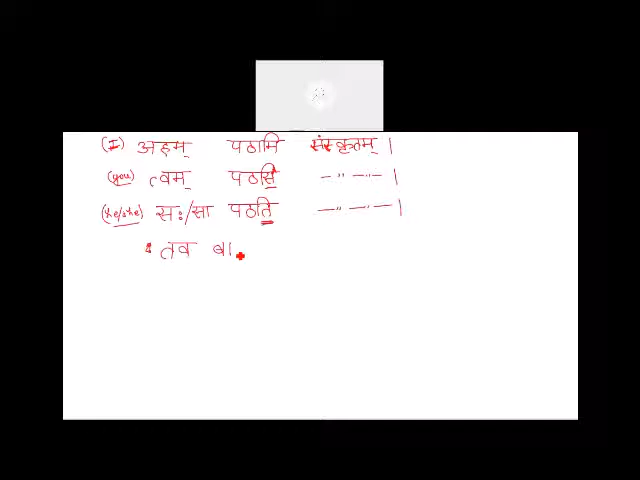 (I) अहम् पठामि संस्कृतम् |
(you) त्वम् पठसि —〃—〃— |
(he/she) सः/सा पठति —〃—〃— |
: तव बा